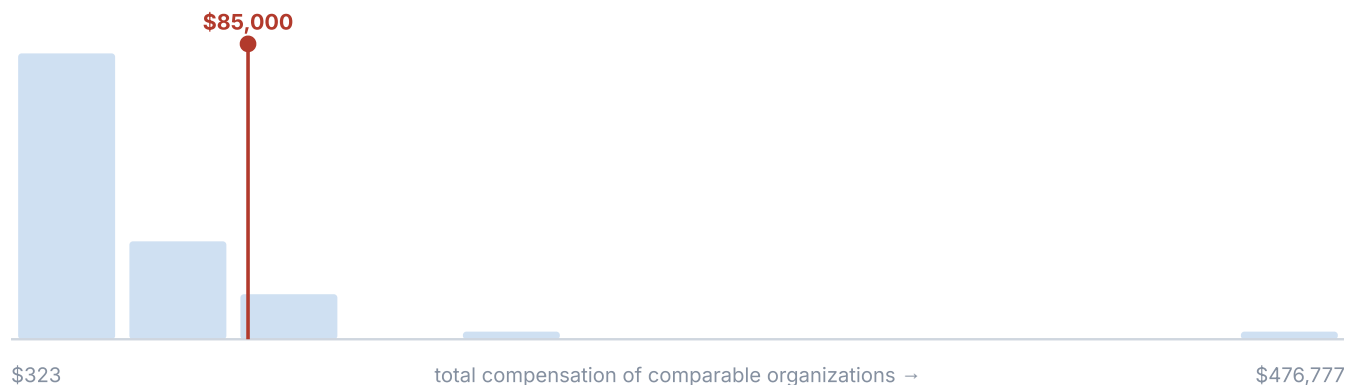 $85,000
$323
total compensation of comparable organizations →
$476,777